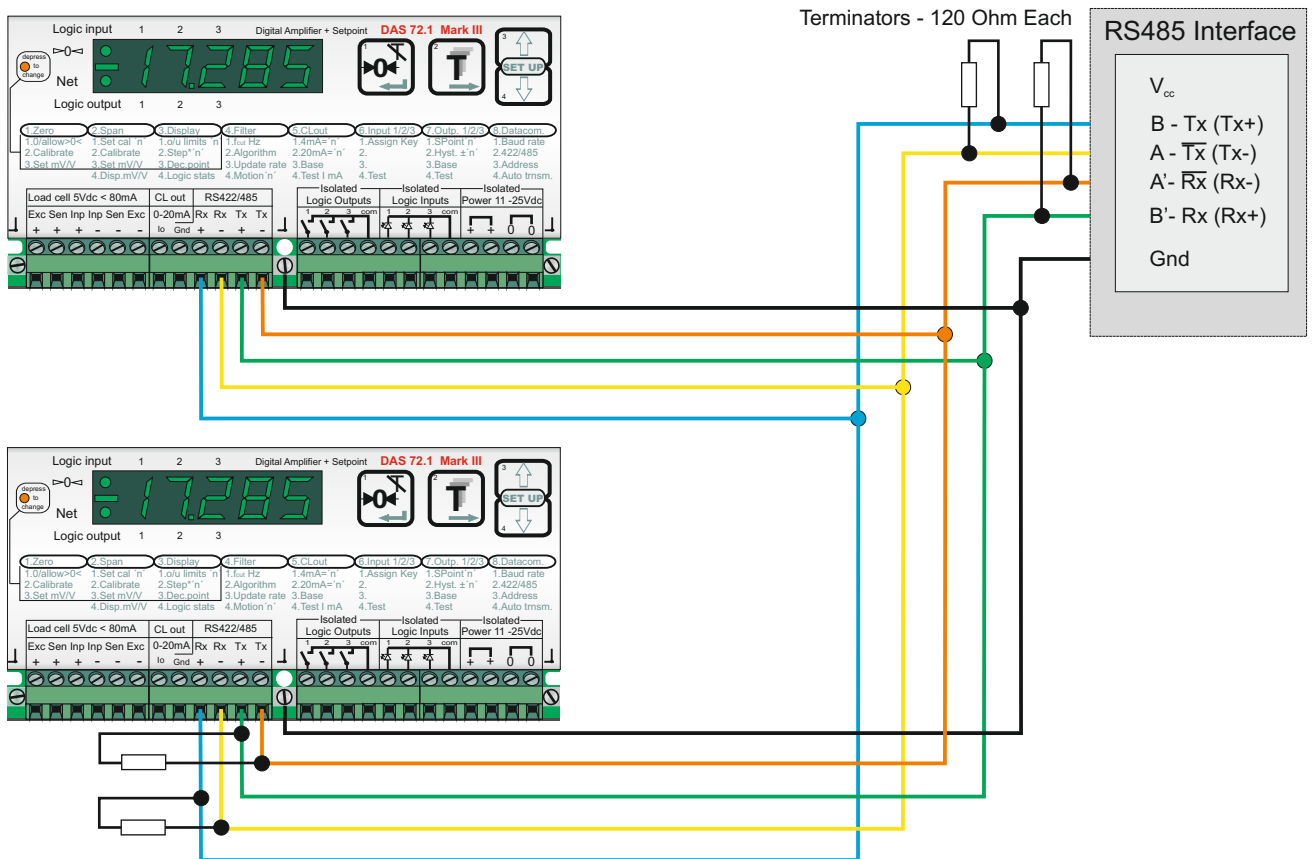 Terminators - 120 Ohm Each
RS485 Interface
Vcc
B - Tx (Tx+)
A - T̅x̅ (Tx-)
A'- R̅x̅ (Rx-)
B'- Rx (Rx+)
Gnd
Logic input 1 2 3 Digital Amplifier + Setpoint DAS 72.1 Mark III
depress to change
>0<
Net
17.285
Logic output 1 2 3
1 >0< 2 T 3 SET UP 4
1.Zero 2.Span 3.Display 4.Filter 5.CLout 6.Input 1/2/3 7.Outp. 1/2/3 8.Datacom.
1.0/allow>0< 1.Set cal ´n´ 1.o/u limits ´n´ 1.fcut Hz 1.4mA=´n´ 1.Assign Key 1.SPoint´n´ 1.Baud rate
2.Calibrate 2.Calibrate 2.Step*´n´ 2.Algorithm 2.20mA=´n´ 2. 2.Hyst. ±´n´ 2.422/485
3.Set mV/V 3.Set mV/V 3.Dec.point 3.Update rate 3.Base 3. 3.Base 3.Address
4.Disp.mV/V 4.Logic stats 4.Motion´n´ 4.Test I mA 4.Test 4.Test 4.Auto trnsm.
Load cell 5Vdc < 80mA CL out RS422/485 Isolated Logic Outputs Isolated Logic Inputs Isolated Power 11 -25Vdc
Exc Sen Inp Inp Sen Exc 0-20mA Rx Rx Tx Tx 1 2 3 com 1 2 3 com
+ + + - - - Io Gnd + - + - + + 0 0
Logic input 1 2 3 Digital Amplifier + Setpoint DAS 72.1 Mark III
depress to change
>0<
Net
17.285
Logic output 1 2 3
1 >0< 2 T 3 SET UP 4
1.Zero 2.Span 3.Display 4.Filter 5.CLout 6.Input 1/2/3 7.Outp. 1/2/3 8.Datacom.
1.0/allow>0< 1.Set cal ´n´ 1.o/u limits ´n´ 1.fcut Hz 1.4mA=´n´ 1.Assign Key 1.SPoint´n´ 1.Baud rate
2.Calibrate 2.Calibrate 2.Step*´n´ 2.Algorithm 2.20mA=´n´ 2. 2.Hyst. ±´n´ 2.422/485
3.Set mV/V 3.Set mV/V 3.Dec.point 3.Update rate 3.Base 3. 3.Base 3.Address
4.Disp.mV/V 4.Logic stats 4.Motion´n´ 4.Test I mA 4.Test 4.Test 4.Auto trnsm.
Load cell 5Vdc < 80mA CL out RS422/485 Isolated Logic Outputs Isolated Logic Inputs Isolated Power 11 -25Vdc
Exc Sen Inp Inp Sen Exc 0-20mA Rx Rx Tx Tx 1 2 3 com 1 2 3 com
+ + + - - - Io Gnd + - + - + + 0 0